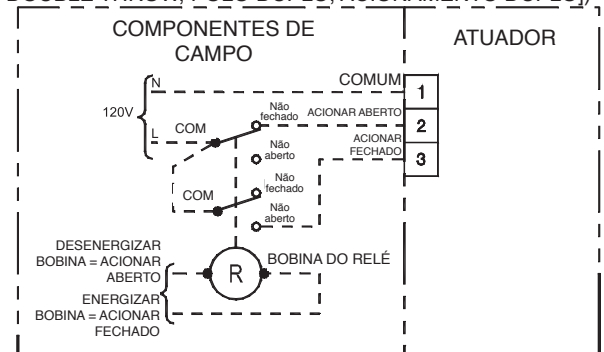 COMPONENTES DE
CAMPO
ATUADOR
N
COMUM
1
120V
Não
fechado
ACIONAR ABERTO
2
L
COM
ACIONAR
FECHADO
3
Não
aberto
Não
fechado
COM
Não
aberto
DESENERGIZAR
BOBINA = ACIONAR
ABERTO
R
BOBINA DO RELÉ
ENERGIZAR
BOBINA = ACIONAR
FECHADO